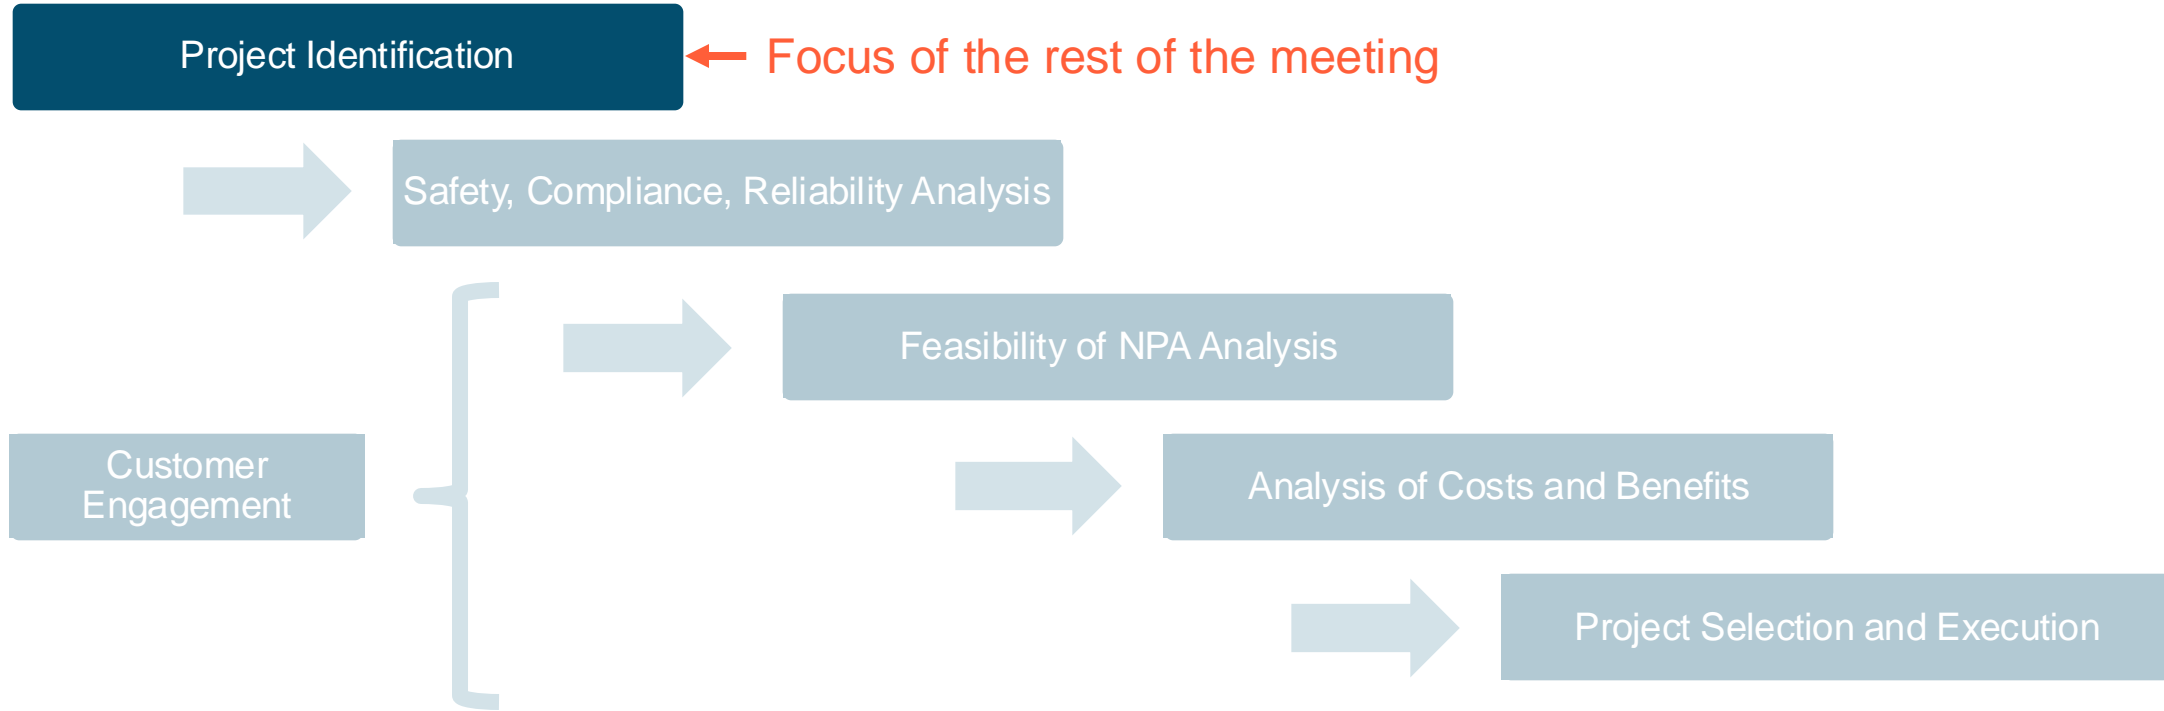 Project Identification
Focus of the rest of the meeting
Safety, Compliance, Reliability Analysis
Feasibility of NPA Analysis
Customer
Engagement
Analysis of Costs and Benefits
Project Selection and Execution